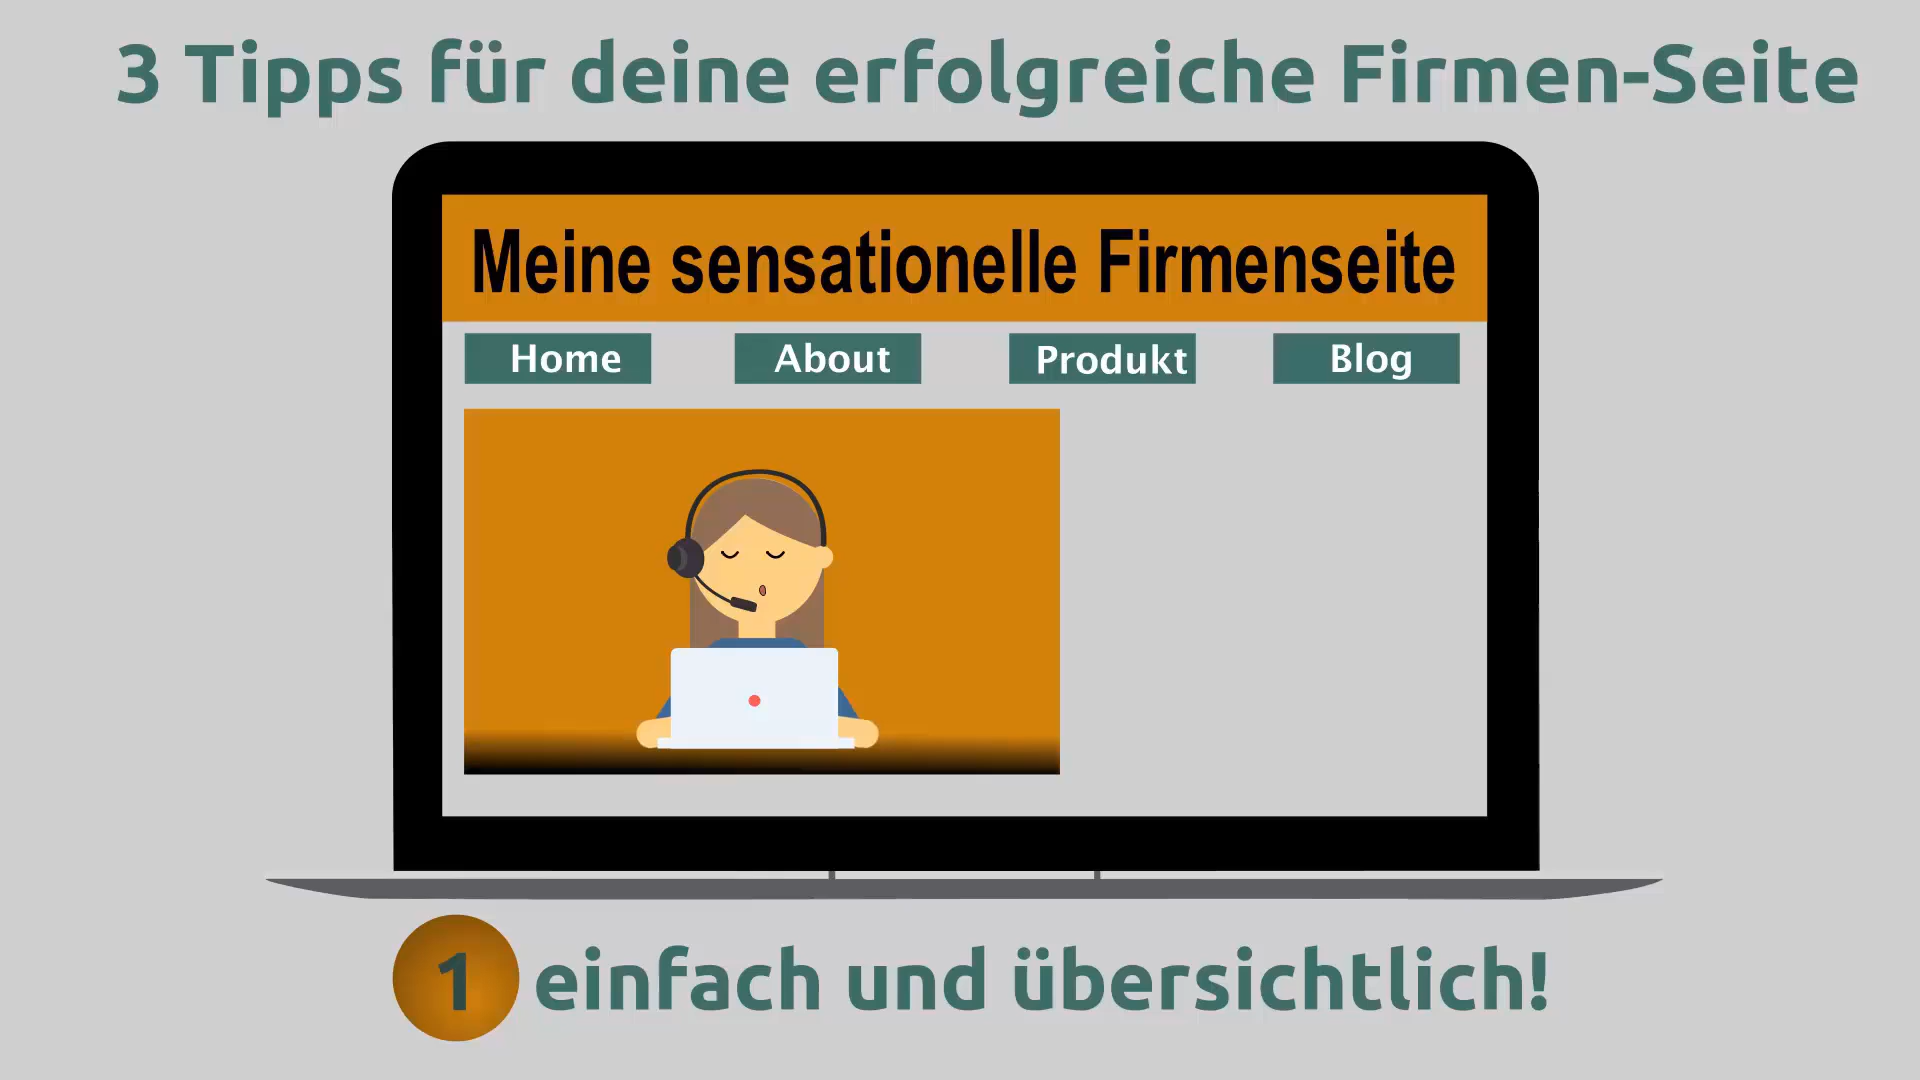 3 Tipps für deine erfolgreiche Firmen-Seite
Meine sensationelle Firmenseite
Home About Produkt Blog
1 einfach und übersichtlich!